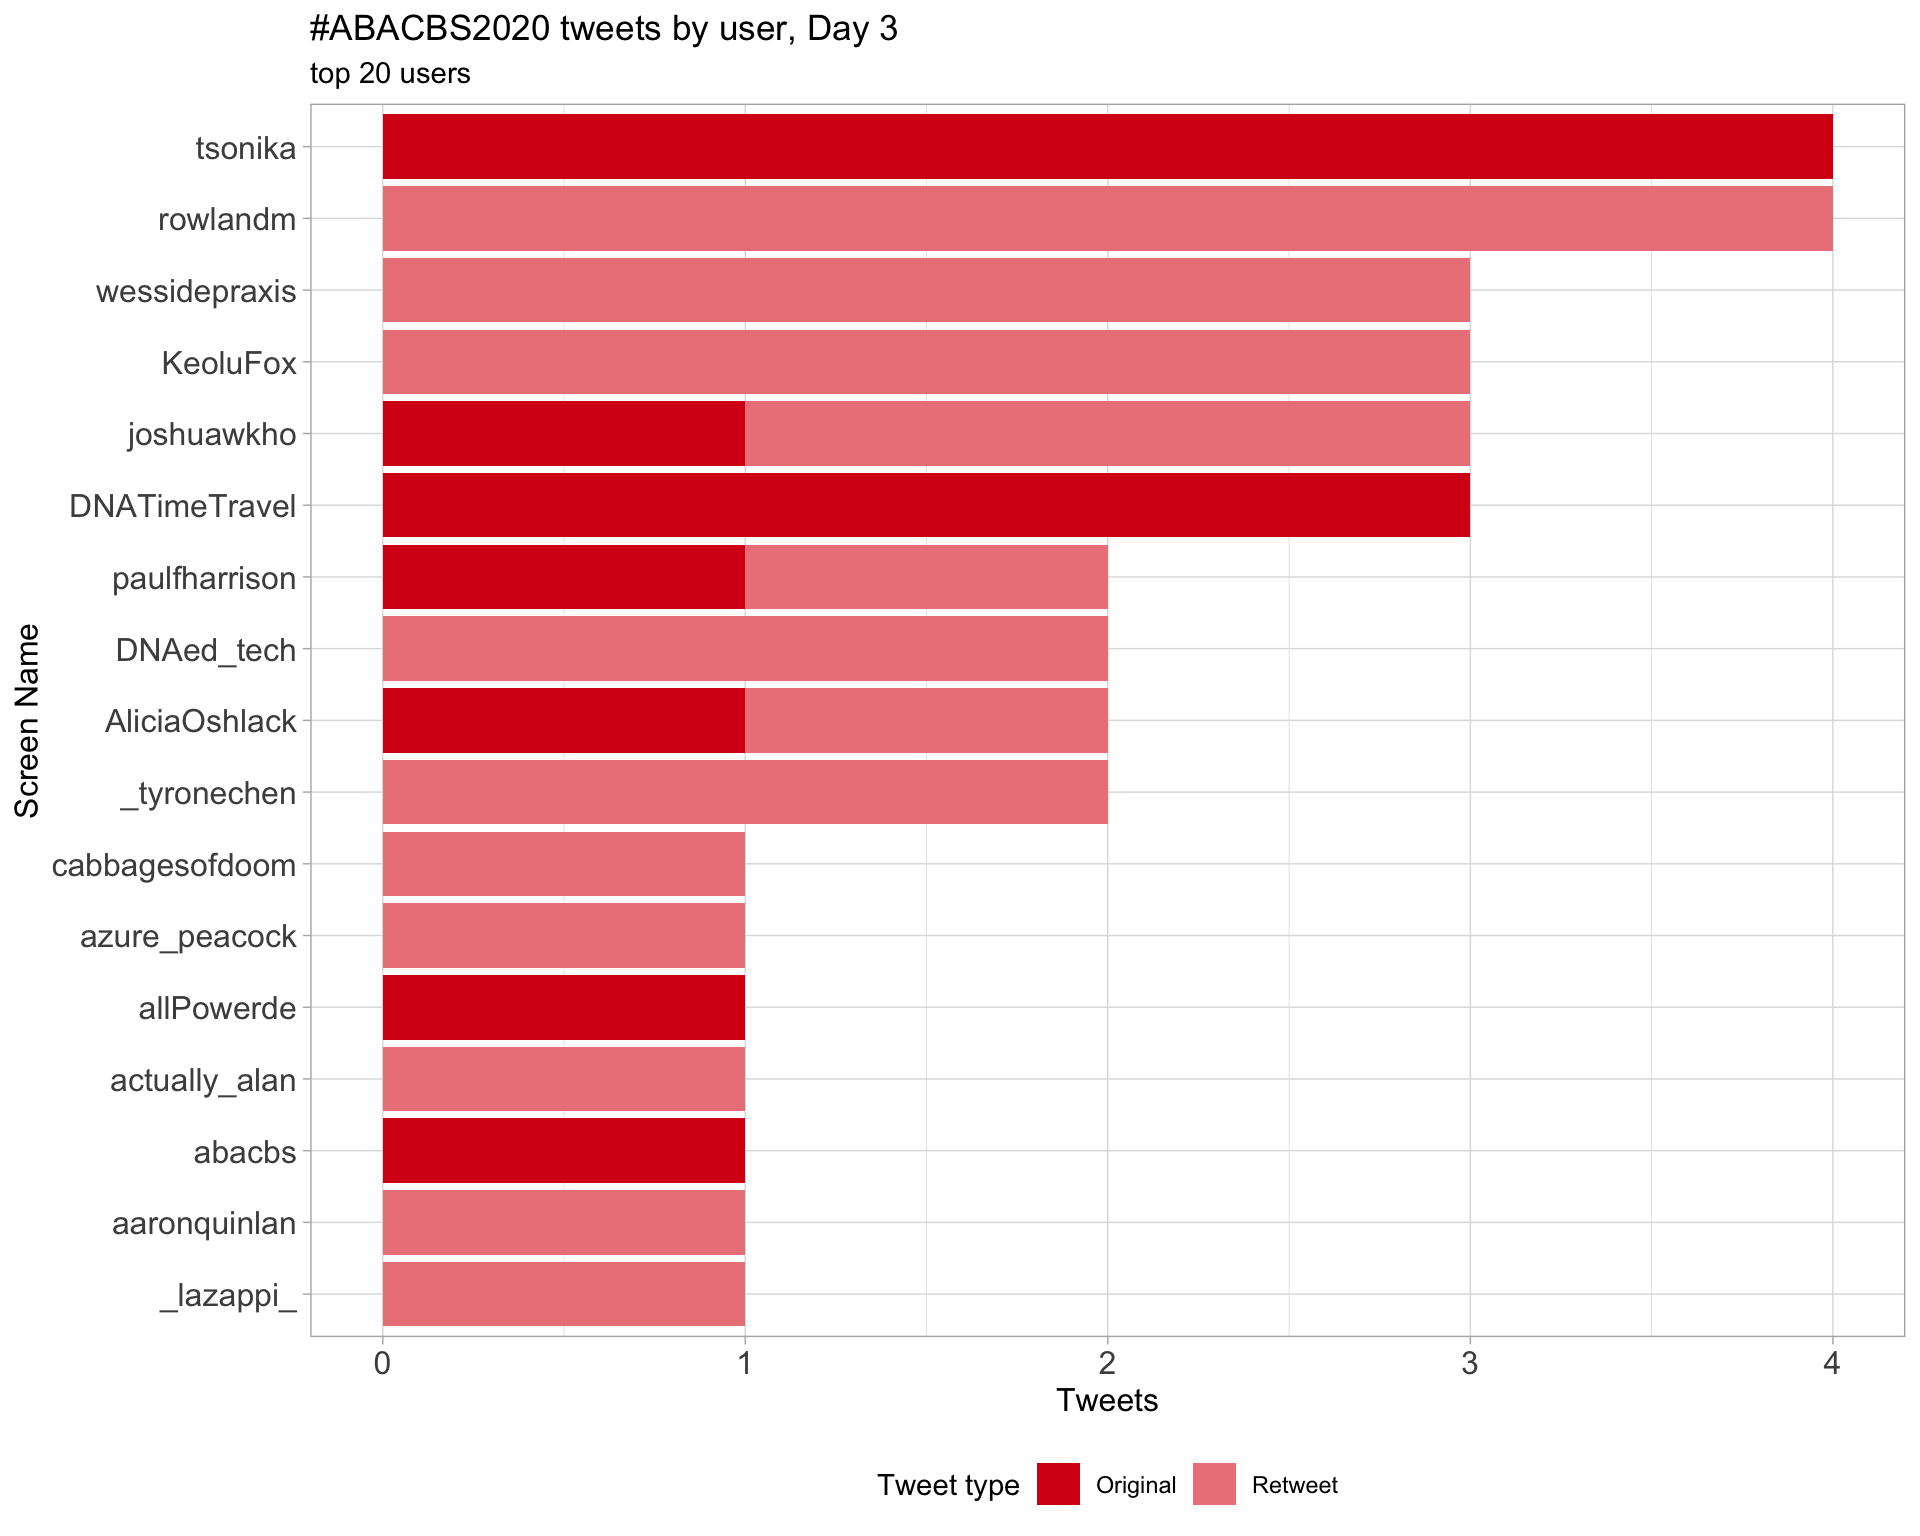 #ABACBS2020 tweets by user, Day 3
top 20 users
Screen Name
tsonika
rowlandm
wessidepraxis
KeoluFox
joshuawkho
DNATimeTravel
paulfharrison
DNAed_tech
AliciaOshlack
_tyronechen
cabbagesofdoom
azure_peacock
allPowerde
actually_alan
abacbs
aaronquinlan
_lazappi_
0 1 2 3 4
Tweets
Tweet type Original Retweet